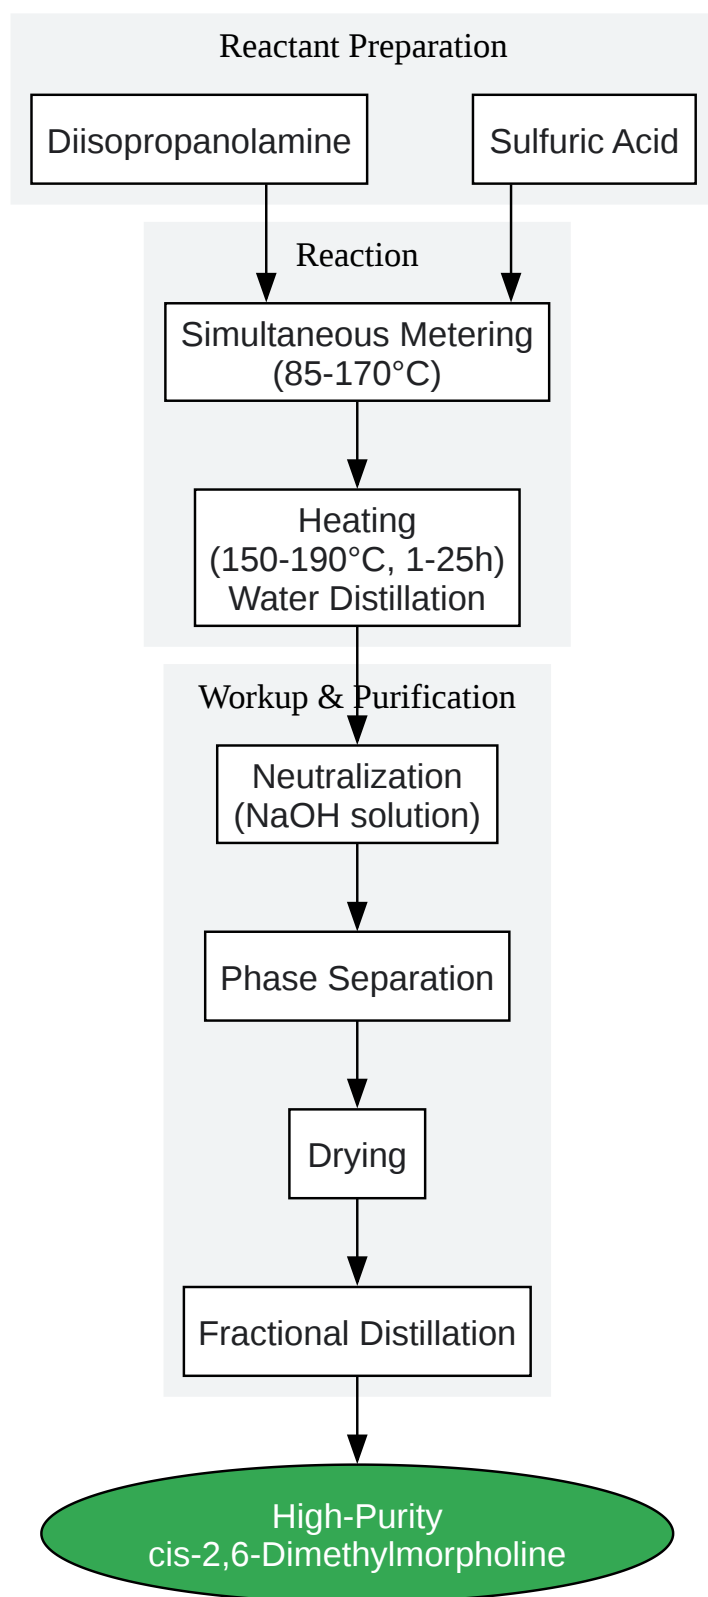 Reactant Preparation
Diisopropanolamine
Sulfuric Acid
Reaction
Simultaneous Metering
(85-170°C)
Heating
(150-190°C, 1-25h)
Water Distillation
Workup & Purification
Neutralization
(NaOH solution)
Phase Separation
Drying
Fractional Distillation
High-Purity
cis-2,6-Dimethylmorpholine